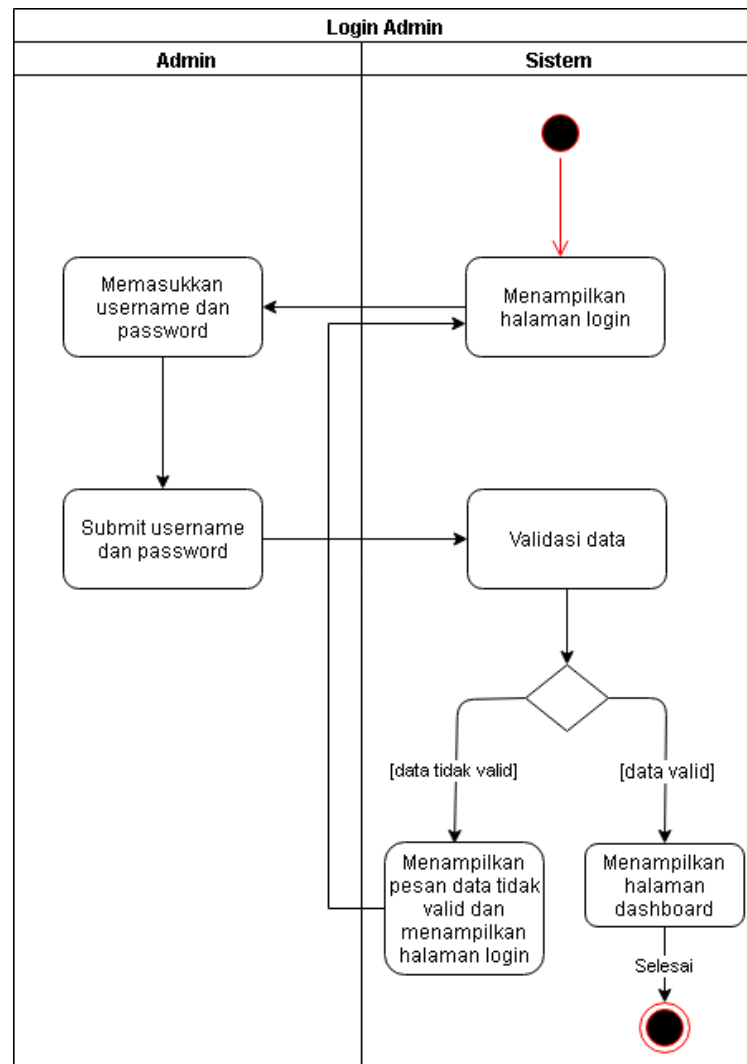 Login Admin
Admin
Sistem
Memasukkan
username dan
password
Menampilkan
halaman login
Submit username
dan password
Validasi data
[data tidak valid]
[data valid]
Menampilkan
pesan data tidak
valid dan
menampilkan
halaman login
Menampilkan
halaman
dashboard
Selesai